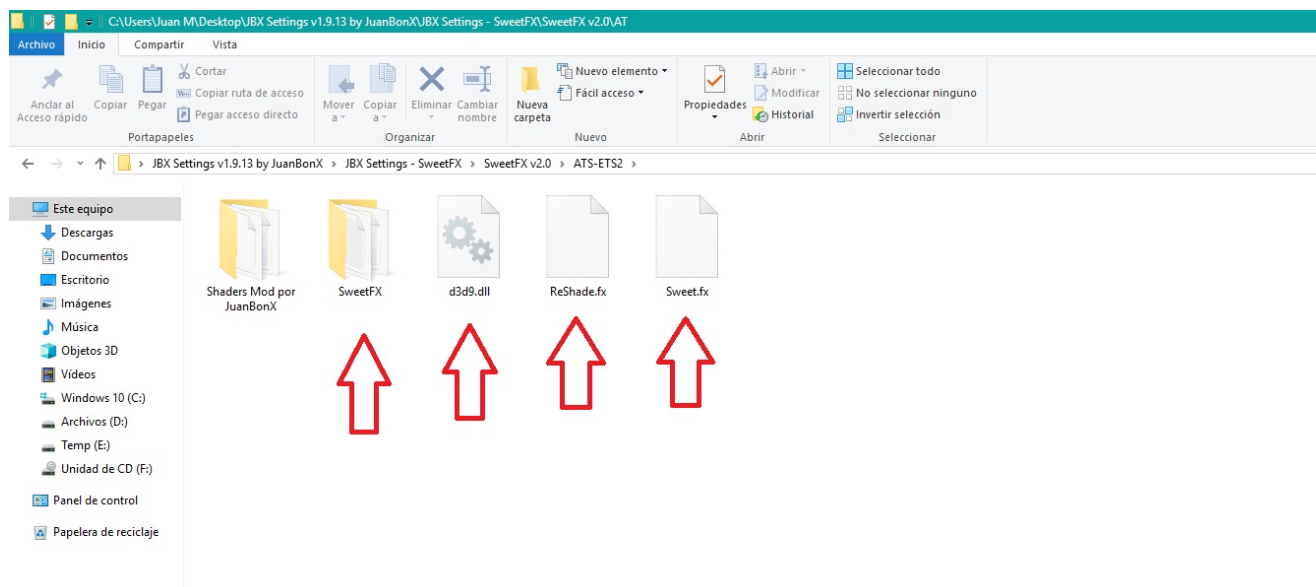 C:\Users\Juan M\Desktop\JBX Settings v1.9.13 by JuanBonX\JBX Settings - SweetFX\SweetFX v2.0\AT
Archivo Inicio Compartir Vista
Anclar al Acceso rápido
Copiar
Pegar
Cortar
Copiar ruta de acceso
Pegar acceso directo
Portapapeles
Mover a
Copiar a
Eliminar
Cambiar nombre
Organizar
Nueva carpeta
Nuevo elemento
Fácil acceso
Nuevo
Propiedades
Abrir
Modificar
Historial
Abrir
Seleccionar todo
No seleccionar ninguno
Invertir selección
Seleccionar
JBX Settings v1.9.13 by JuanBonX > JBX Settings - SweetFX > SweetFX v2.0 > ATS-ETS2 >
Este equipo
Descargas
Documentos
Escritorio
Imágenes
Música
Objetos 3D
Vídeos
Windows 10 (C:)
Archivos (D:)
Temp (E:)
Unidad de CD (F:)
Panel de control
Papelera de reciclaje
Shaders Mod por
JuanBonX
SweetFX
d3d9.dll
ReShade.fx
Sweet.fx